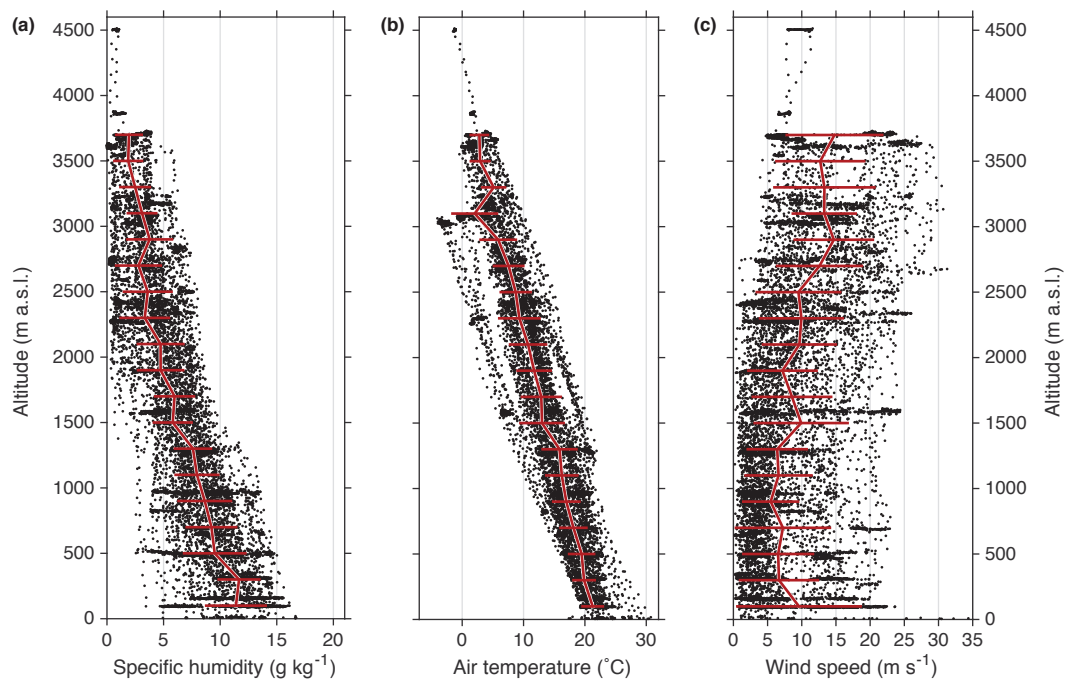 (a)
(b)
(c)
4500
4000
3500
3000
2500
2000
1500
1000
500
0
Altitude (m a.s.l.)
0 5 10 15 20
Specific humidity (g kg⁻¹)
0 10 20 30
Air temperature (˚C)
0 5 10 15 20 25 30 35
Wind speed (m s⁻¹)
4500
4000
3500
3000
2500
2000
1500
1000
500
0
Altitude (m a.s.l.)